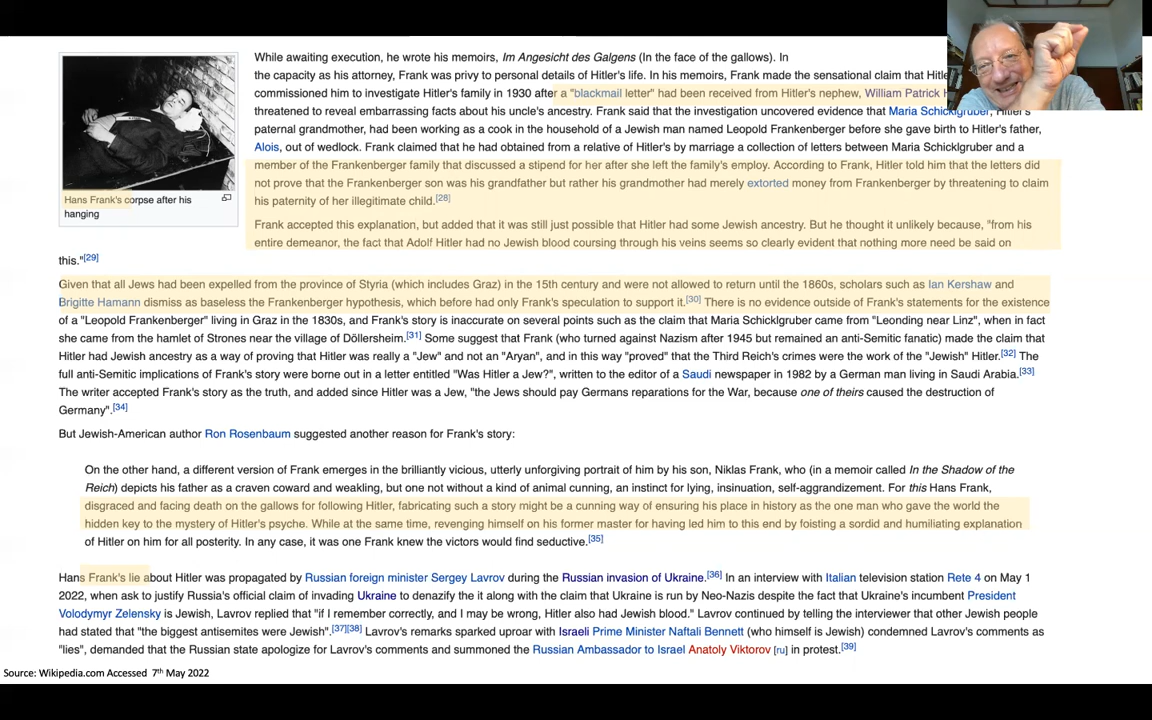 While awaiting execution, he wrote his memoirs, Im Angesicht des Galgens (In the face of the gallows). In
the capacity as his attorney, Frank was privy to personal details of Hitler's life. In his memoirs, Frank made the sensational claim that
commissioned him to investigate Hitler's family in 1930 after a "blackmail letter" had been received from Hitler's nephew, William Patrick
threatened to reveal embarrassing facts about his uncle's ancestry. Frank said that the investigation uncovered evidence that Maria Schicklgruber, Hitler's
paternal grandmother, had been working as a cook in the household of a Jewish man named Leopold Frankenberger before she gave birth to Hitler's father,
Alois, out of wedlock. Frank claimed that he had obtained from a relative of Hitler's by marriage a collection of letters between Maria Schicklgruber and a
member of the Frankenberger family that discussed a stipend for her after she left the family's employ. According to Frank, Hitler told him that the letters did
not prove that the Frankenberger son was his grandfather but rather his grandmother had merely extorted money from Frankenberger by threatening to claim
his paternity of her illegitimate child.[28]
Hans Frank's corpse after his
hanging
Frank accepted this explanation, but added that it was still just possible that Hitler had some Jewish ancestry. But he thought it unlikely because, "from his
entire demeanor, the fact that Adolf Hitler had no Jewish blood coursing through his veins seems so clearly evident that nothing more need be said on
this."[29]
Given that all Jews had been expelled from the province of Styria (which includes Graz) in the 15th century and were not allowed to return until the 1860s, scholars such as Ian Kershaw and
Brigitte Hamann dismiss as baseless the Frankenberger hypothesis, which before had only Frank's speculation to support it.[30] There is no evidence outside of Frank's statements for the existence
of a "Leopold Frankenberger" living in Graz in the 1830s, and Frank's story is inaccurate on several points such as the claim that Maria Schicklgruber came from "Leonding near Linz", when in fact
she came from the hamlet of Strones near the village of Döllersheim.[31] Some suggest that Frank (who turned against Nazism after 1945 but remained an anti-Semitic fanatic) made the claim that
Hitler had Jewish ancestry as a way of proving that Hitler was really a "Jew" and not an "Aryan", and in this way "proved" that the Third Reich's crimes were the work of the "Jewish" Hitler.[32] The
full anti-Semitic implications of Frank's story were borne out in a letter entitled "Was Hitler a Jew?", written to the editor of a Saudi newspaper in 1982 by a German man living in Saudi Arabia.[33]
The writer accepted Frank's story as the truth, and added since Hitler was a Jew, "the Jews should pay Germans reparations for the War, because one of theirs caused the destruction of
Germany".[34]
But Jewish-American author Ron Rosenbaum suggested another reason for Frank's story:
On the other hand, a different version of Frank emerges in the brilliantly vicious, utterly unforgiving portrait of him by his son, Niklas Frank, who (in a memoir called In the Shadow of the
Reich) depicts his father as a craven coward and weakling, but one not without a kind of animal cunning, an instinct for lying, insinuation, self-aggrandizement. For this Hans Frank,
disgraced and facing death on the gallows for following Hitler, fabricating such a story might be a cunning way of ensuring his place in history as the one man who gave the world the
hidden key to the mystery of Hitler's psyche. While at the same time, revenging himself on his former master for having led him to this end by foisting a sordid and humiliating explanation
of Hitler on him for all posterity. In any case, it was one Frank knew the victors would find seductive.[35]
Hans Frank's lie about Hitler was propagated by Russian foreign minister Sergey Lavrov during the Russian invasion of Ukraine.[36] In an interview with Italian television station Rete 4 on May 1
2022, when ask to justify Russia's official claim of invading Ukraine to denazify the it along with the claim that Ukraine is run by Neo-Nazis despite the fact that Ukraine's incumbent President
Volodymyr Zelensky is Jewish, Lavrov replied that "if I remember correctly, and I may be wrong, Hitler also had Jewish blood." Lavrov continued by telling the interviewer that other Jewish people
had stated that "the biggest antisemites were Jewish".[37][38] Lavrov's remarks sparked uproar with Israeli Prime Minister Naftali Bennett (who himself is Jewish) condemned Lavrov's comments as
"lies", demanded that the Russian state apologize for Lavrov's comments and summoned the Russian Ambassador to Israel Anatoly Viktorov [ru] in protest.[39]
Source: Wikipedia.com Accessed 7th May 2022